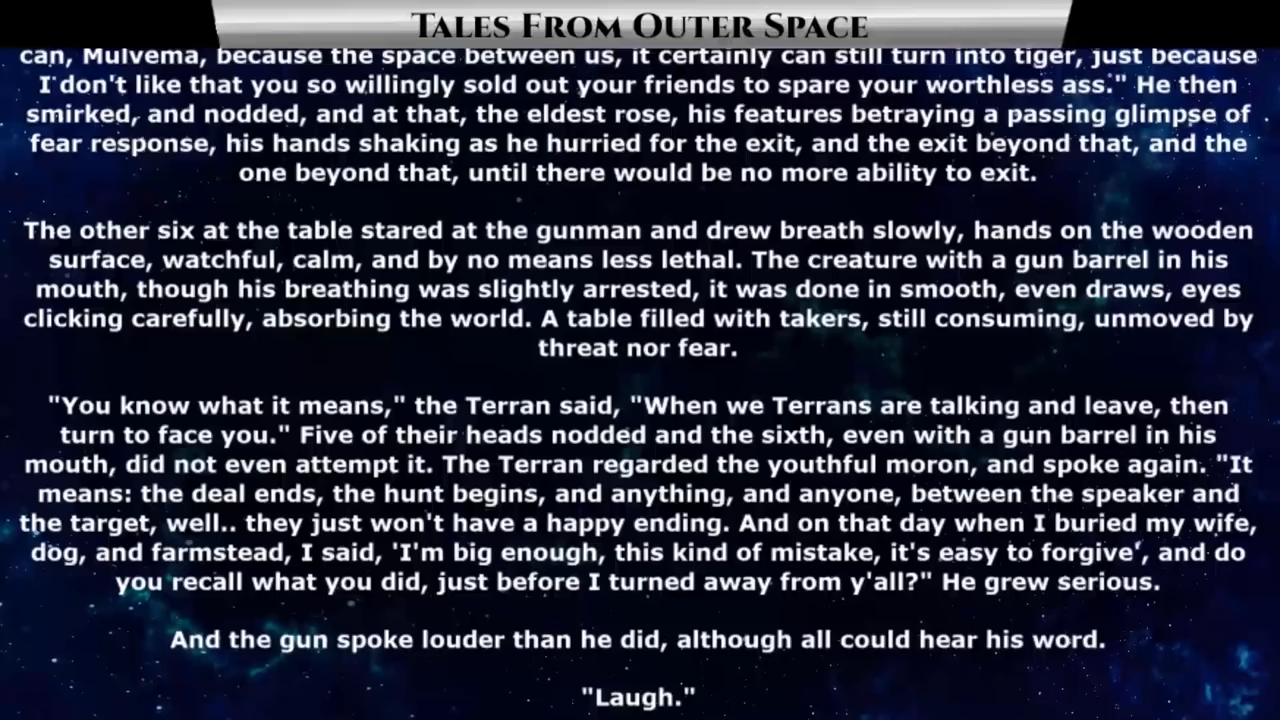 Tales From Outer Space
can, Mulvema, because the space between us, it certainly can still turn into tiger, just because
I don't like that you so willingly sold out your friends to spare your worthless ass." He then
smirked, and nodded, and at that, the eldest rose, his features betraying a passing glimpse of
fear response, his hands shaking as he hurried for the exit, and the exit beyond that, and the
one beyond that, until there would be no more ability to exit.
The other six at the table stared at the gunman and drew breath slowly, hands on the wooden
surface, watchful, calm, and by no means less lethal. The creature with a gun barrel in his
mouth, though his breathing was slightly arrested, it was done in smooth, even draws, eyes
clicking carefully, absorbing the world. A table filled with takers, still consuming, unmoved by
threat nor fear.
"You know what it means," the Terran said, "When we Terrans are talking and leave, then
turn to face you." Five of their heads nodded and the sixth, even with a gun barrel in his
mouth, did not even attempt it. The Terran regarded the youthful moron, and spoke again. "It
means: the deal ends, the hunt begins, and anything, and anyone, between the speaker and
the target, well.. they just won't have a happy ending. And on that day when I buried my wife,
dog, and farmstead, I said, 'I'm big enough, this kind of mistake, it's easy to forgive', and do
you recall what you did, just before I turned away from y'all?" He grew serious.
And the gun spoke louder than he did, although all could hear his word.
"Laugh."